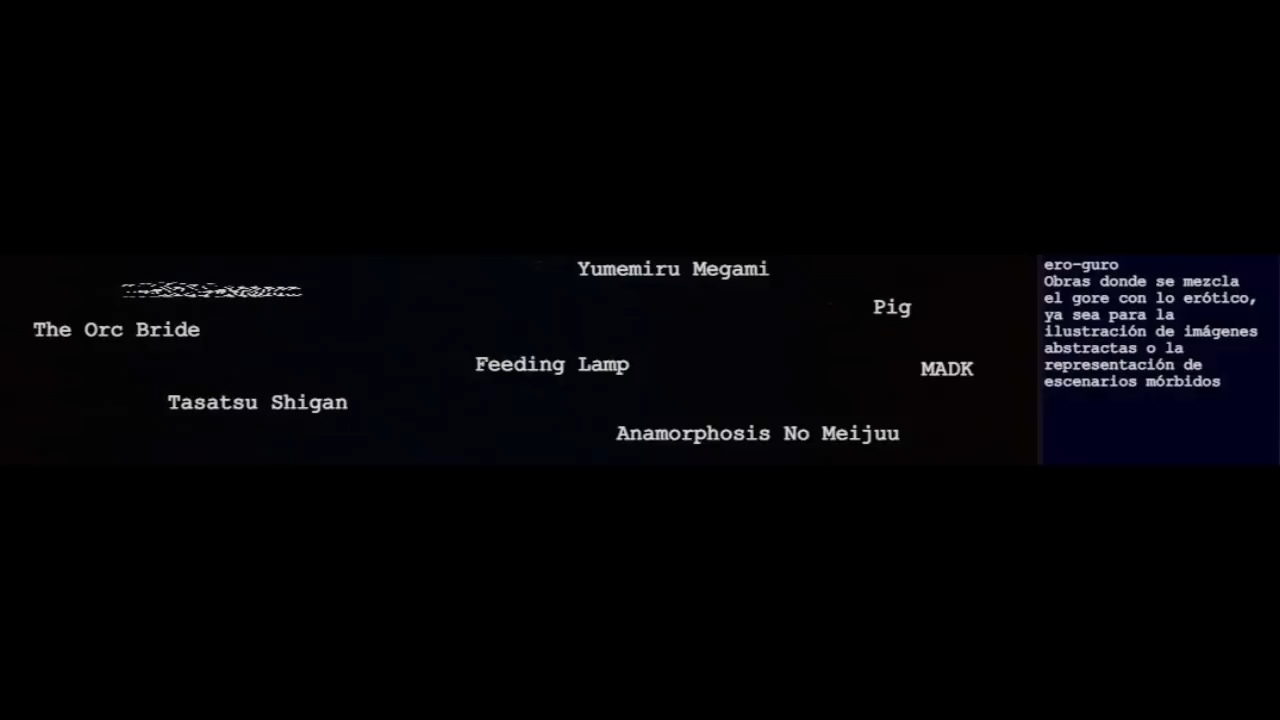 Yumemiru Megami
Pig
The Orc Bride
Feeding Lamp
MADK
Tasatsu Shigan
Anamorphosis No Meijuu
ero-guro
Obras donde se mezcla
el gore con lo erótico,
ya sea para la
ilustración de imágenes
abstractas o la
representación de
escenarios mórbidos